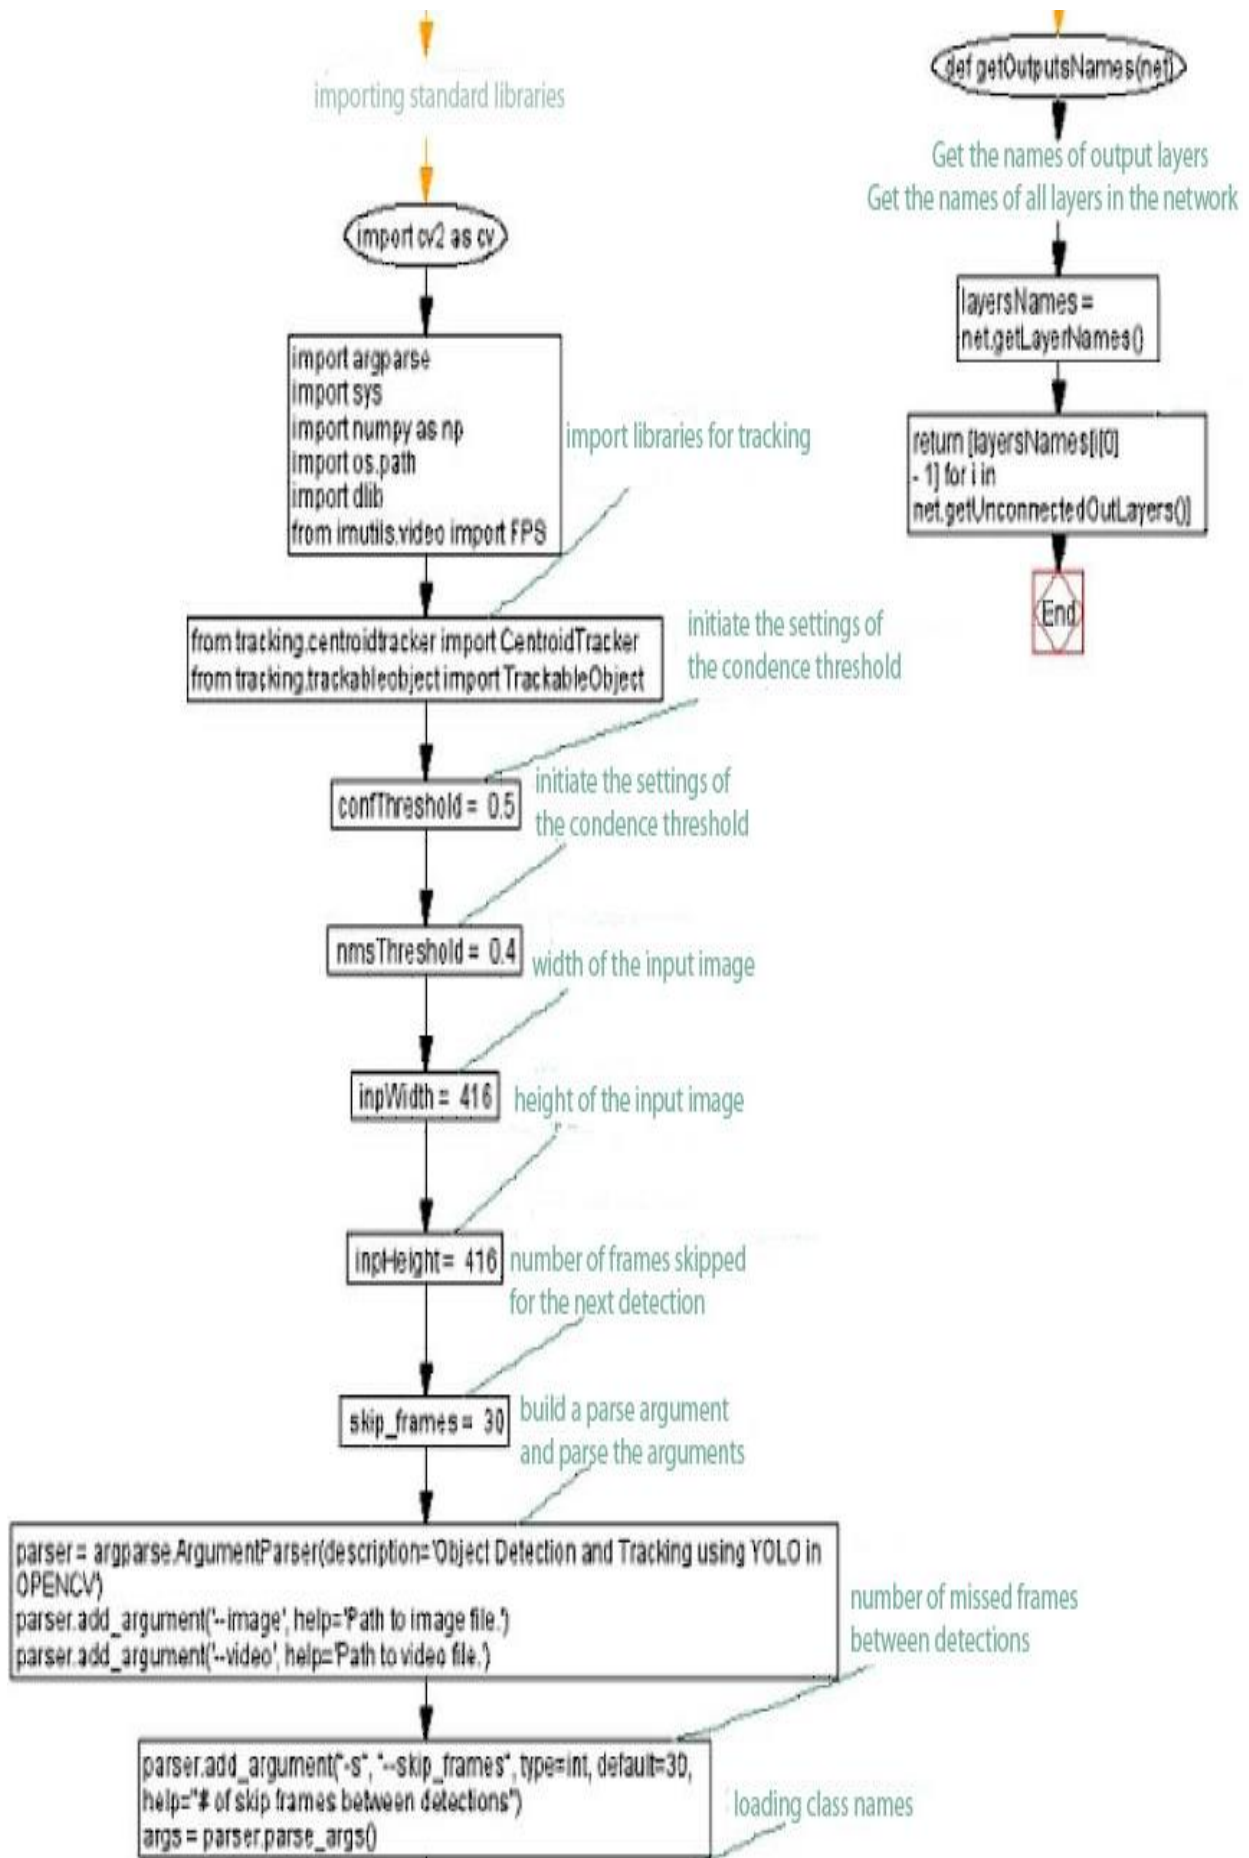 importing standard libraries
import cv2 as cv
import argparse
import sys
import numpy as np
import os.path
import dlib
from imutils.video import FPS
import libraries for tracking
from tracking.centroidtracker import CentroidTracker
from tracking.trackableobject import TrackableObject
initiate the settings of
the condence threshold
confThreshold = 0.5
initiate the settings of
the condence threshold
nmsThreshold = 0.4
width of the input image
inpWidth = 416
height of the input image
inpHeight = 416
number of frames skipped
for the next detection
skip_frames = 30
build a parse argument
and parse the arguments
parser = argparse.ArgumentParser(description='Object Detection and Tracking using YOLO in
OPENCV')
parser.add_argument('--image', help='Path to image file.')
parser.add_argument('--video', help='Path to video file.')
number of missed frames
between detections
parser.add_argument("-s", "--skip_frames", type=int, default=30,
help="# of skip frames between detections")
args = parser.parse_args()
loading class names
def getOutputsNames(net)
Get the names of output layers
Get the names of all layers in the network
layersNames =
net.getLayerNames()
return [layersNames[i[0]
- 1] for i in
net.getUnconnectedOutLayers()]
End